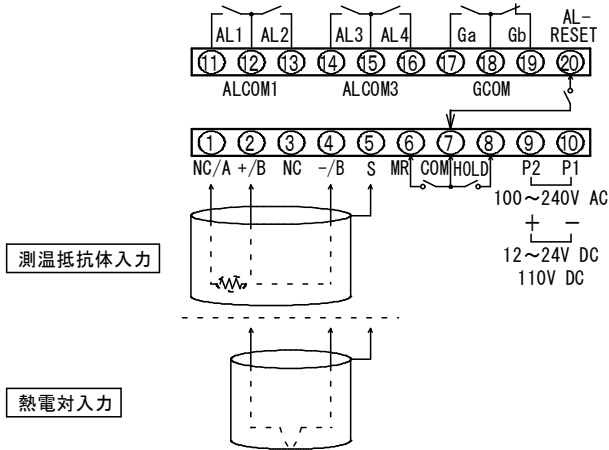 AL1 AL2 AL3 AL4 Ga Gb AL-RESET
11 12 13 14 15 16 17 18 19 20
ALCOM1 ALCOM3 GCOM
1 2 3 4 5 6 7 8 9 10
NC/A +/B NC -/B S MR COM HOLD P2 P1
100～240V AC
+ −
12～24V DC
110V DC
測温抵抗体入力
熱電対入力